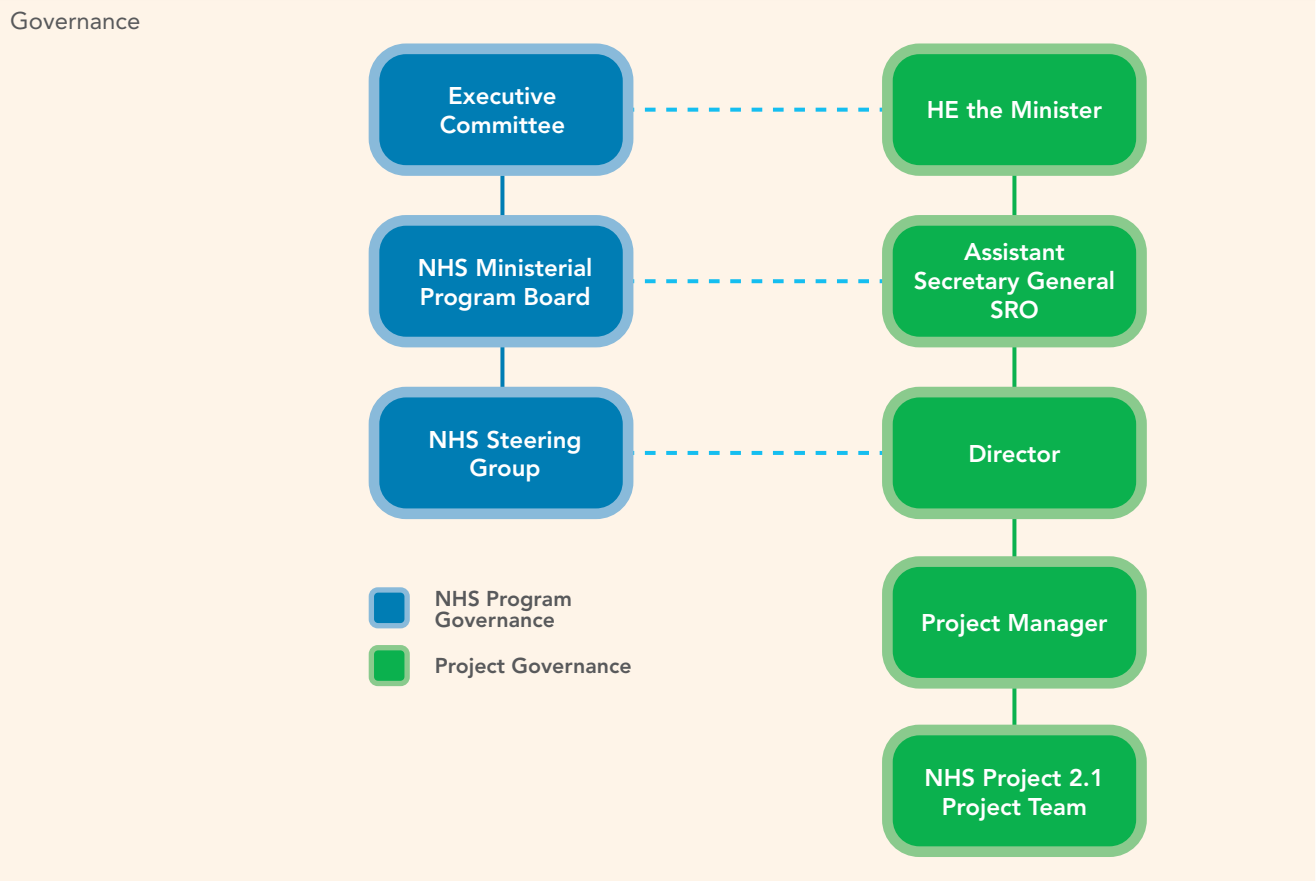 Governance
Executive
Committee
HE the Minister
NHS Ministerial
Program Board
Assistant
Secretary General
SRO
NHS Steering
Group
Director
NHS Program
Governance
Project Governance
Project Manager
NHS Project 2.1
Project Team